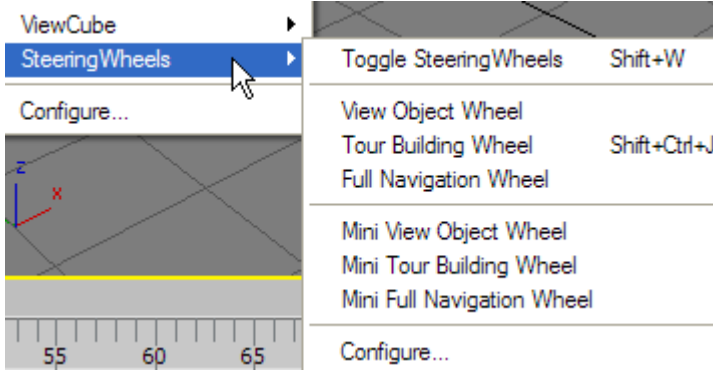 ViewCube
SteeringWheels
Configure...
z
x
55 60 65
Toggle SteeringWheels Shift+W
View Object Wheel
Tour Building Wheel Shift+Ctrl+J
Full Navigation Wheel
Mini View Object Wheel
Mini Tour Building Wheel
Mini Full Navigation Wheel
Configure...